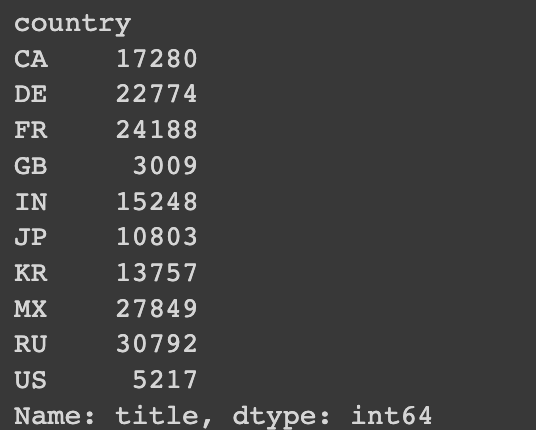 country
CA    17280
DE    22774
FR    24188
GB     3009
IN    15248
JP    10803
KR    13757
MX    27849
RU    30792
US     5217
Name: title, dtype: int64